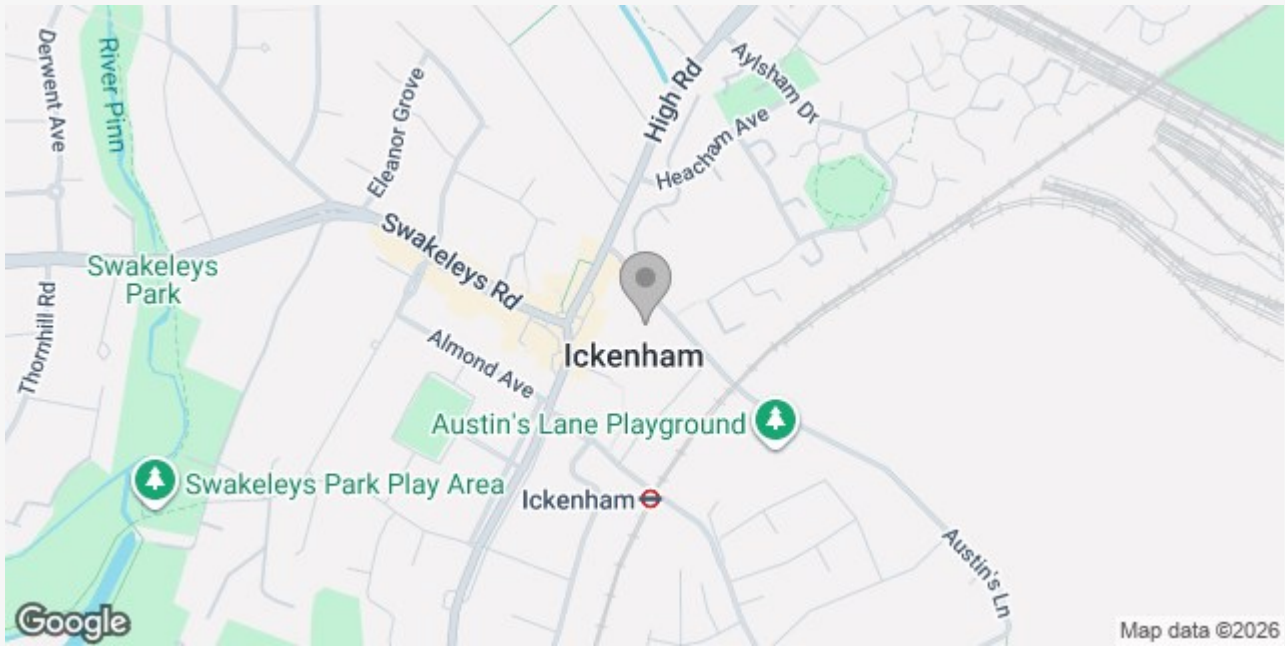 Derwent Ave
River Pinn
Eleanor Grove
High Rd
Aylsham Dr
Heacham Ave
Swakeleys
Park
Swakeleys Rd
Thornhill Rd
Almond Ave
Ickenham
Austin's Lane Playground
Swakeleys Park Play Area
Ickenham
Austin's Ln
Google
Map data ©2026